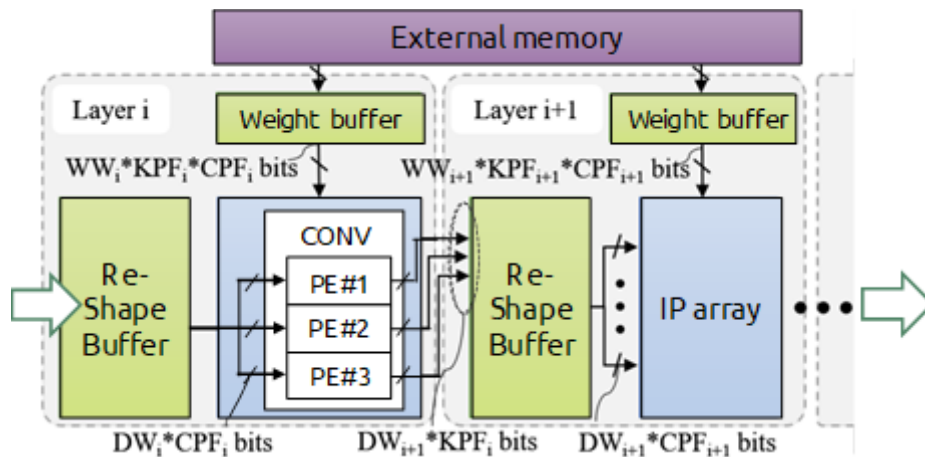 External memory
Layer i
Weight buffer
Layer i+1
Weight buffer
WWᵢ*KPFᵢ*CPFᵢ bits
WWᵢ₊₁*KPFᵢ₊₁*CPFᵢ₊₁ bits
Re-
Shape
Buffer
CONV
PE#1
PE#2
PE#3
Re-
Shape
Buffer
IP array
DWᵢ*CPFᵢ bits
DWᵢ₊₁*KPFᵢ bits
DWᵢ₊₁*CPFᵢ₊₁ bits